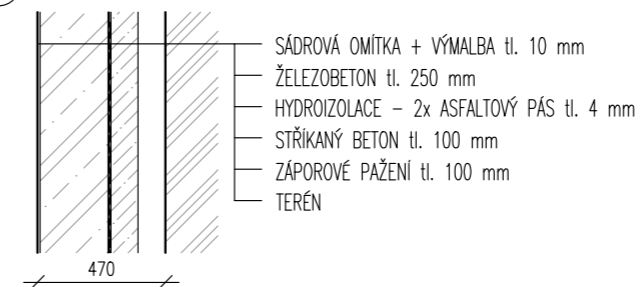 SÁDROVÁ OMÍTKA + VÝMALBA tl. 10 mm
ŽELEZOBETON tl. 250 mm
HYDROIZOLACE – 2x ASFALTOVÝ PÁS tl. 4 mm
STŘÍKANÝ BETON tl. 100 mm
ZÁPOROVÉ PAŽENÍ tl. 100 mm
TERÉN
470